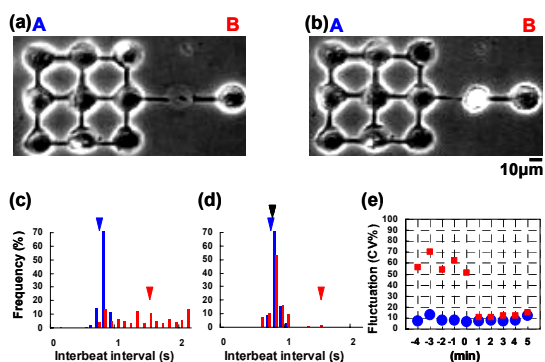 (a) A B (b) A B
10μm
(c) (d) (e)
Frequency (%)
70
60
50
40
30
20
10
0
0 1 2
Interbeat interval (s)
0 1 2
70
60
50
40
30
20
10
0
Interbeat interval (s)
Fluctuation (CV%)
100
90
80
70
60
50
40
30
20
10
0
-4 -3 -2 -1 0 1 2 3 4 5
(min)